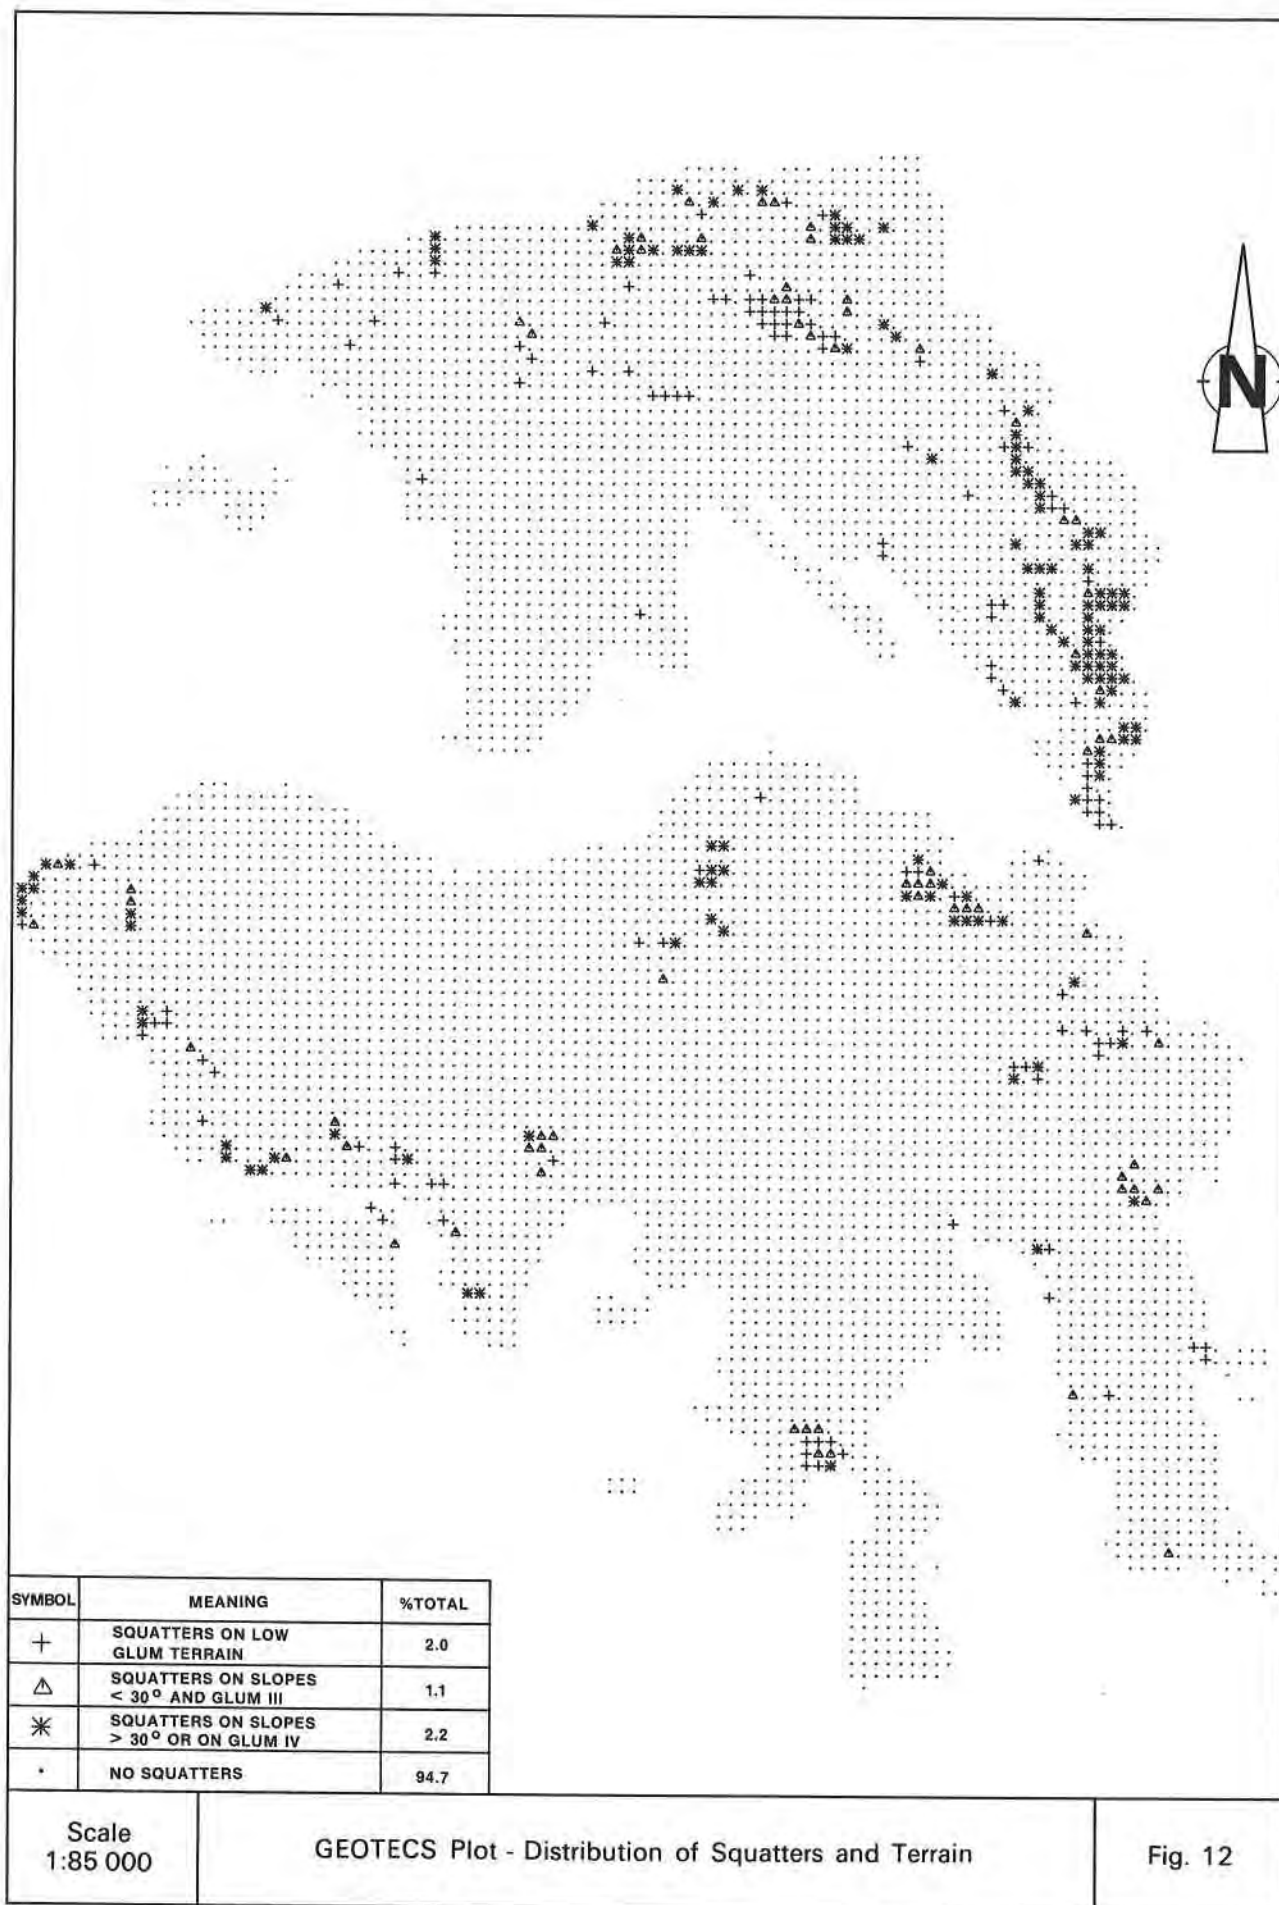 N
SYMBOL MEANING %TOTAL
+ SQUATTERS ON LOW
GLUM TERRAIN 2.0
SQUATTERS ON SLOPES
< 30° AND GLUM III 1.1
SQUATTERS ON SLOPES
> 30° OR ON GLUM IV 2.2
NO SQUATTERS 94.7
Scale
1:85 000
GEOTECS Plot - Distribution of Squatters and Terrain
Fig. 12